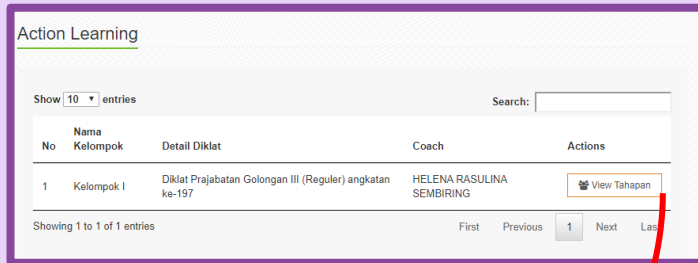 Action Learning
Show 10 entries
Search:
No Nama Kelompok Detail Diklat Coach Actions
1 Kelompok I Diklat Prajabatan Golongan III (Reguler) angkatan ke-197 HELENA RASULINA SEMBIRING View Tahapan
Showing 1 to 1 of 1 entries
First Previous 1 Next Las